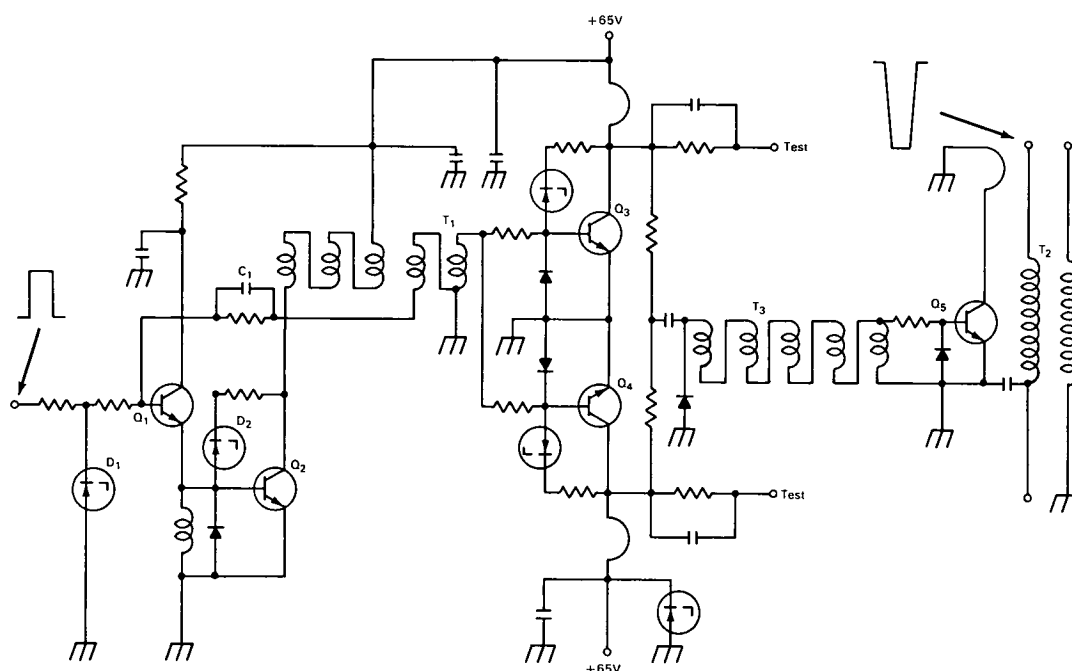 +65V
Test
Q₃
T₁
C₁
T₂
Q₅
T₃
Q₄
Q₁
D₂
Q₂
D₁
Test
+65V